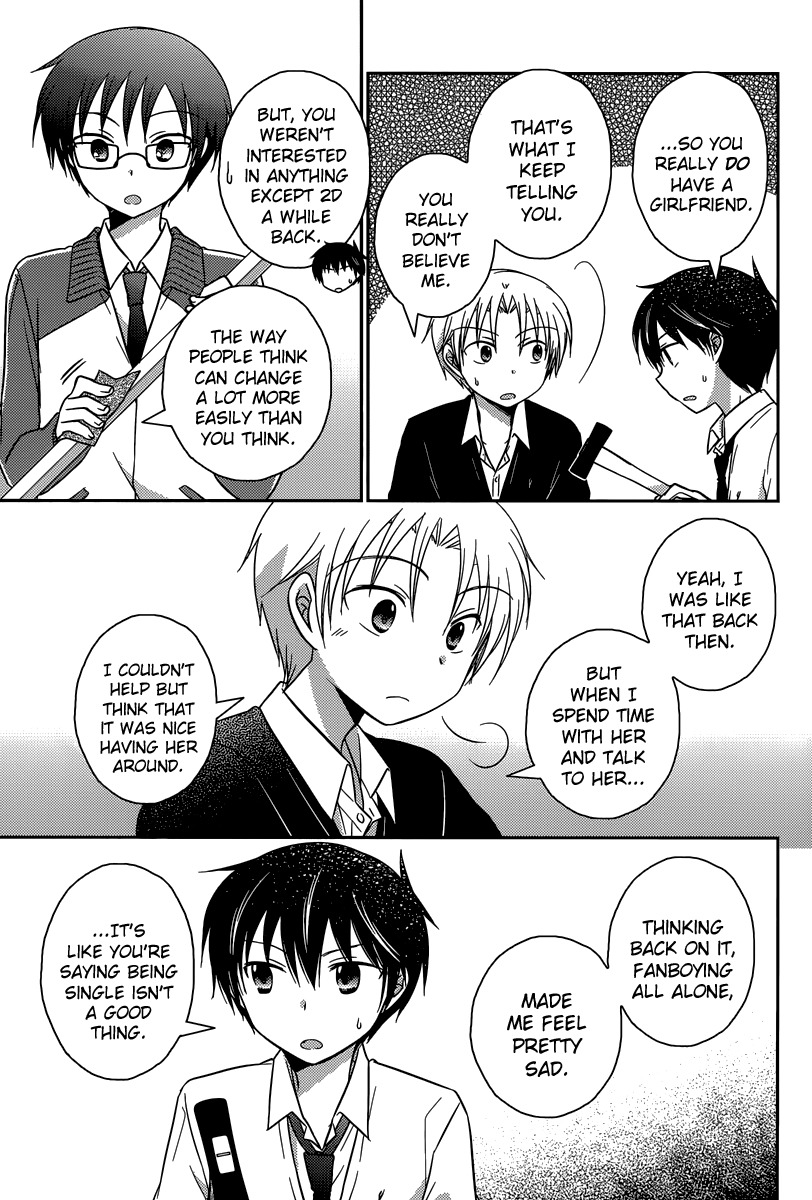 ...SO YOU
REALLY DO
HAVE A
GIRLFRIEND.
THAT'S
WHAT I
KEEP
TELLING
YOU.
YOU
REALLY
DON'T
BELIEVE
ME.
BUT, YOU
WEREN'T
INTERESTED
IN ANYTHING
EXCEPT 2D
A WHILE
BACK.
THE WAY
PEOPLE THINK
CAN CHANGE
A LOT MORE
EASILY THAN
YOU THINK.
YEAH, I
WAS LIKE
THAT BACK
THEN.
BUT
WHEN I
SPEND TIME
WITH HER
AND TALK
TO HER...
I COULDN'T
HELP BUT
THINK THAT
IT WAS NICE
HAVING HER
AROUND.
THINKING
BACK ON IT,
FANBOYING
ALL ALONE,
MADE
ME FEEL
PRETTY
SAD.
...IT'S
LIKE YOU'RE
SAYING BEING
SINGLE ISN'T
A GOOD
THING.